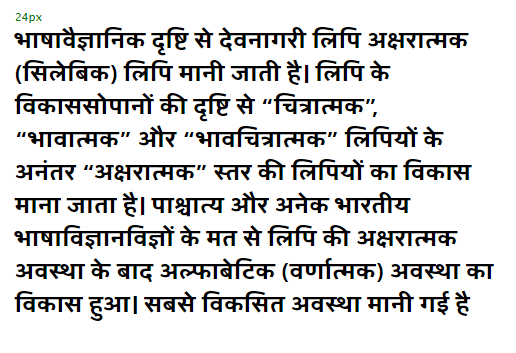 24px
भाषावैज्ञानिक दृष्टि से देवनागरी लिपि अक्षरात्मक
(सिलेबिक) लिपि मानी जाती है। लिपि के
विकाससोपानों की दृष्टि से “चित्रात्मक”,
“भावात्मक” और “भावचित्रात्मक” लिपियों के
अनंतर “अक्षरात्मक” स्तर की लिपियों का विकास
माना जाता है। पाश्चात्य और अनेक भारतीय
भाषाविज्ञानविज्ञों के मत से लिपि की अक्षरात्मक
अवस्था के बाद अल्फाबेटिक (वर्णात्मक) अवस्था का
विकास हुआ। सबसे विकसित अवस्था मानी गई है